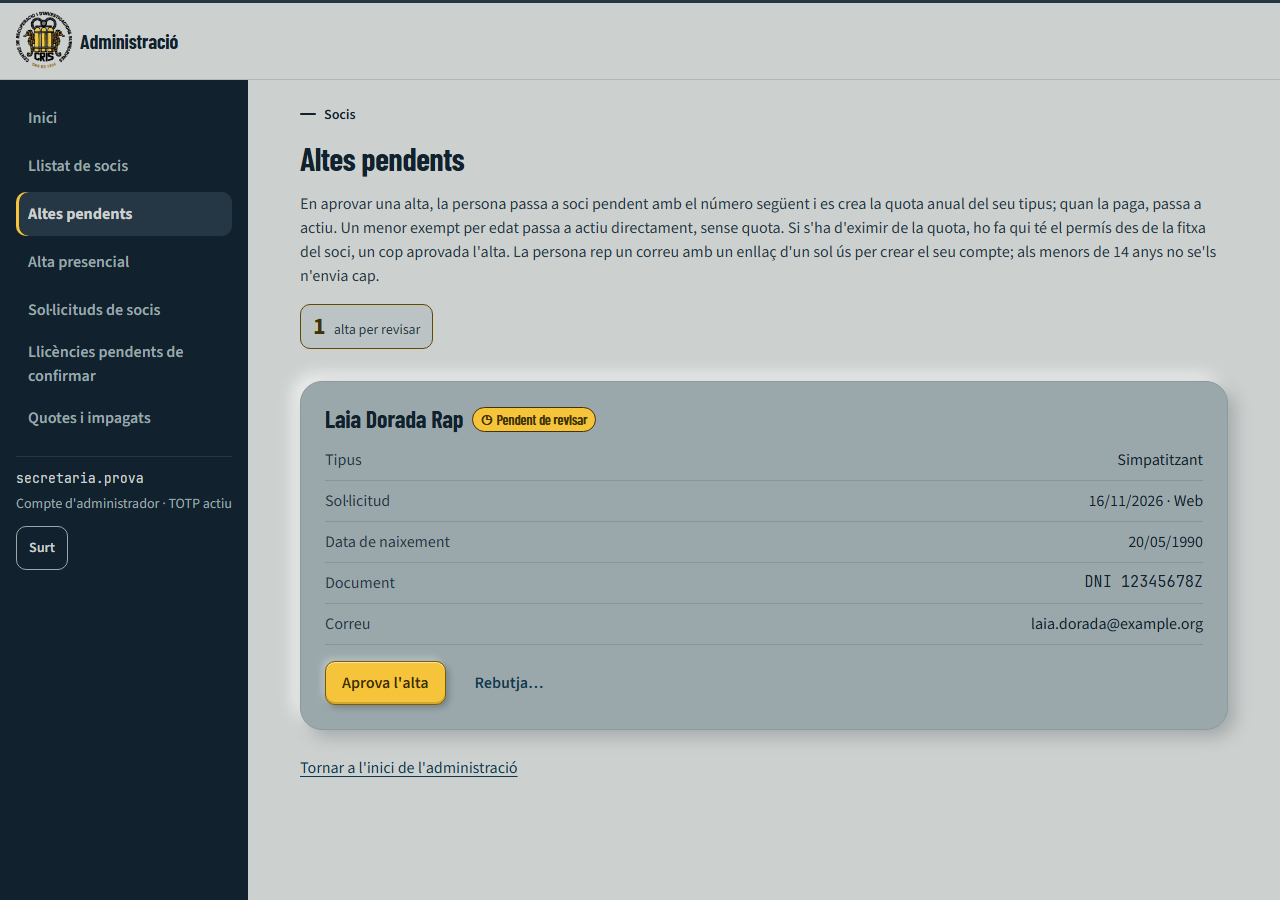 CRIS
Administració
Inici
Llistat de socis
Altes pendents
Alta presencial
Sol·licituds de socis
Llicències pendents de
confirmar
Quotes i impagats
secretaria.prova
Compte d'administrador · TOTP actiu
Surt
Socis
Altes pendents
En aprovar una alta, la persona passa a soci pendent amb el número següent i es crea la quota anual del seu tipus; quan la paga, passa a
actiu. Un menor exempt per edat passa a actiu directament, sense quota. Si s'ha d'eximir de la quota, ho fa qui té el permís des de la fitxa
del soci, un cop aprovada l'alta. La persona rep un correu amb un enllaç d'un sol ús per crear el seu compte; als menors de 14 anys no se'ls
n'envia cap.
1 alta per revisar
Laia Dorada Rap Pendent de revisar
Tipus Simpatitzant
Sol·licitud 16/11/2026 · Web
Data de naixement 20/05/1990
Document DNI 12345678Z
Correu laia.dorada@example.org
Aprova l'alta Rebutja…
Tornar a l'inici de l'administració